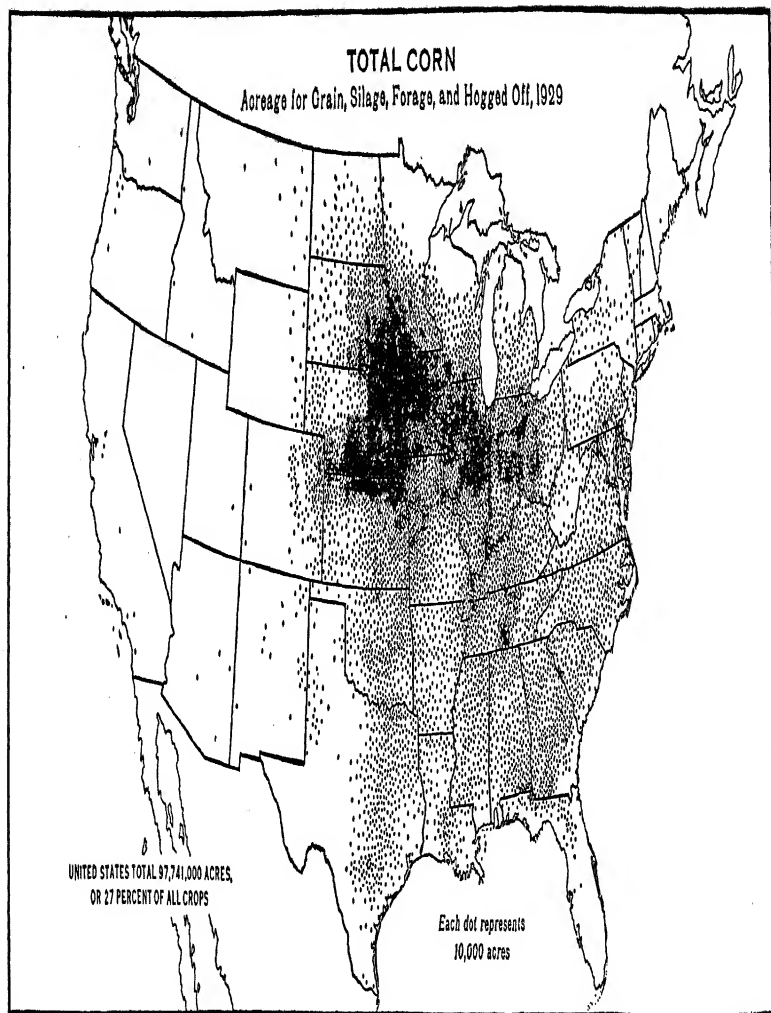 TOTAL CORN
Acreage for Grain, Silage, Forage, and Hogged Off, 1929
UNITED STATES TOTAL 97,741,000 ACRES,
OR 27 PERCENT OF ALL CROPS
Each dot represents
10,000 acres